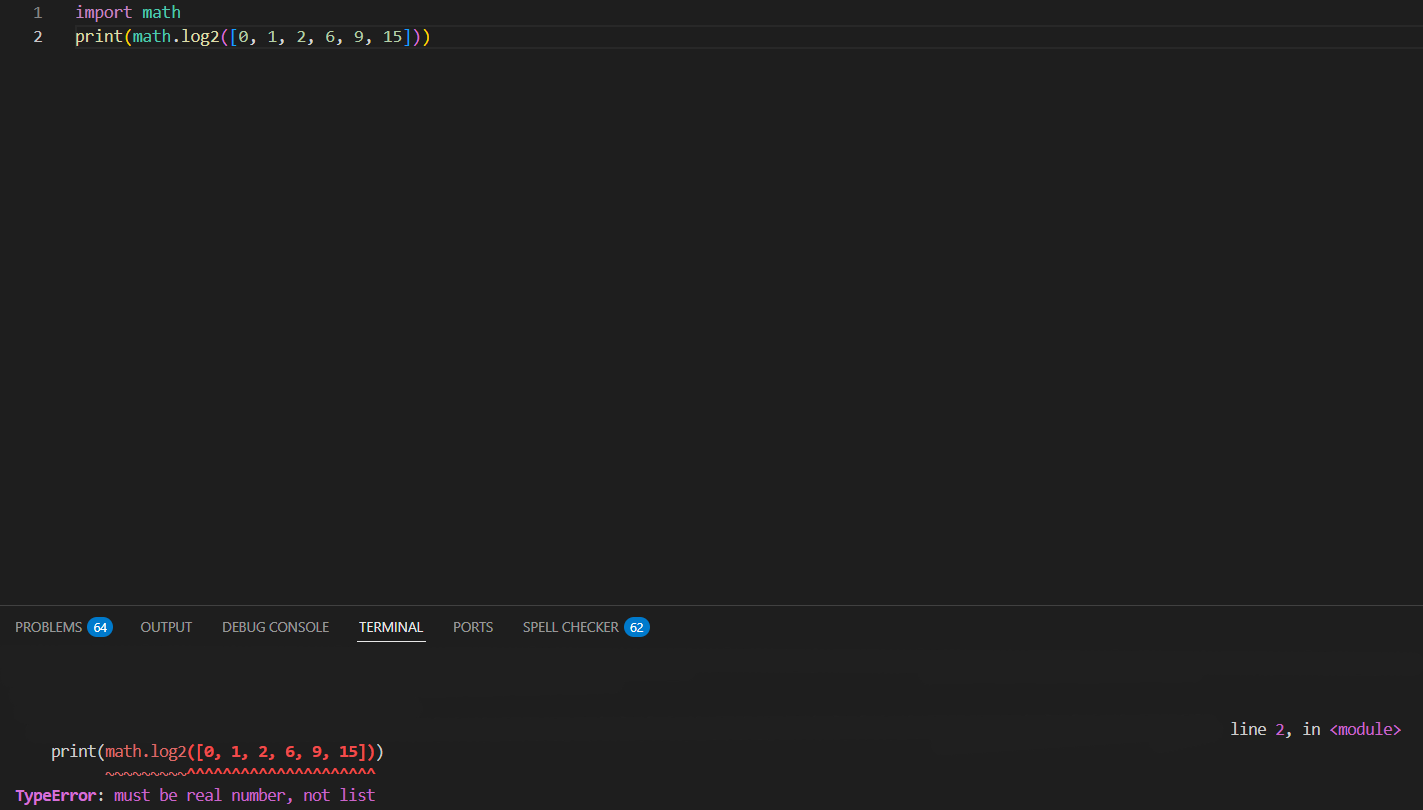 1 import math
2 print(math.log2([0, 1, 2, 6, 9, 15]))
PROBLEMS 64 OUTPUT DEBUG CONSOLE TERMINAL PORTS SPELL CHECKER 62
line 2, in <module>
print(math.log2([0, 1, 2, 6, 9, 15]))
~~~~~~~~~^^^^^^^^^^^^^^^^^^^^^
TypeError: must be real number, not list